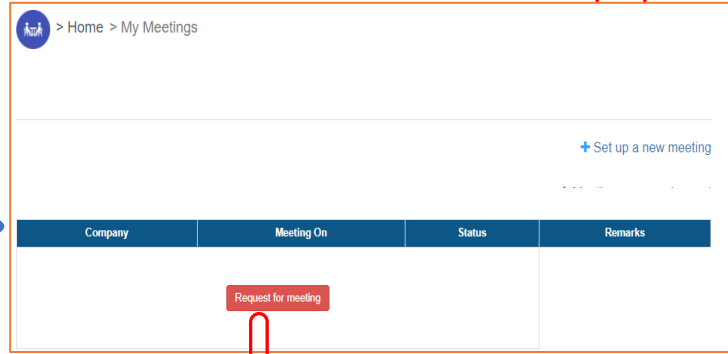 > Home > My Meetings
+ Set up a new meeting
Company Meeting On Status Remarks
Request for meeting